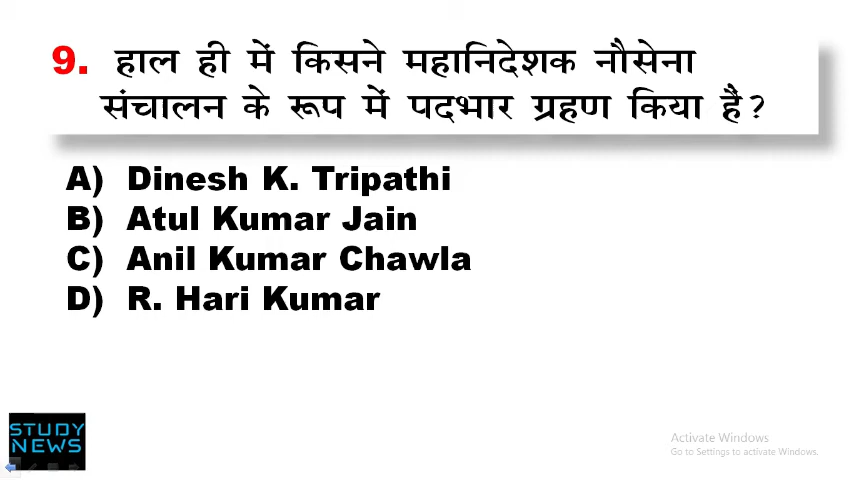 9. हाल ही में किसने महानिदेशक नौसेना
संचालन के रूप में पदभार ग्रहण किया हैं?
A) Dinesh K. Tripathi
B) Atul Kumar Jain
C) Anil Kumar Chawla
D) R. Hari Kumar
STUDY
NEWS
Activate Windows
Go to Settings to activate Windows.